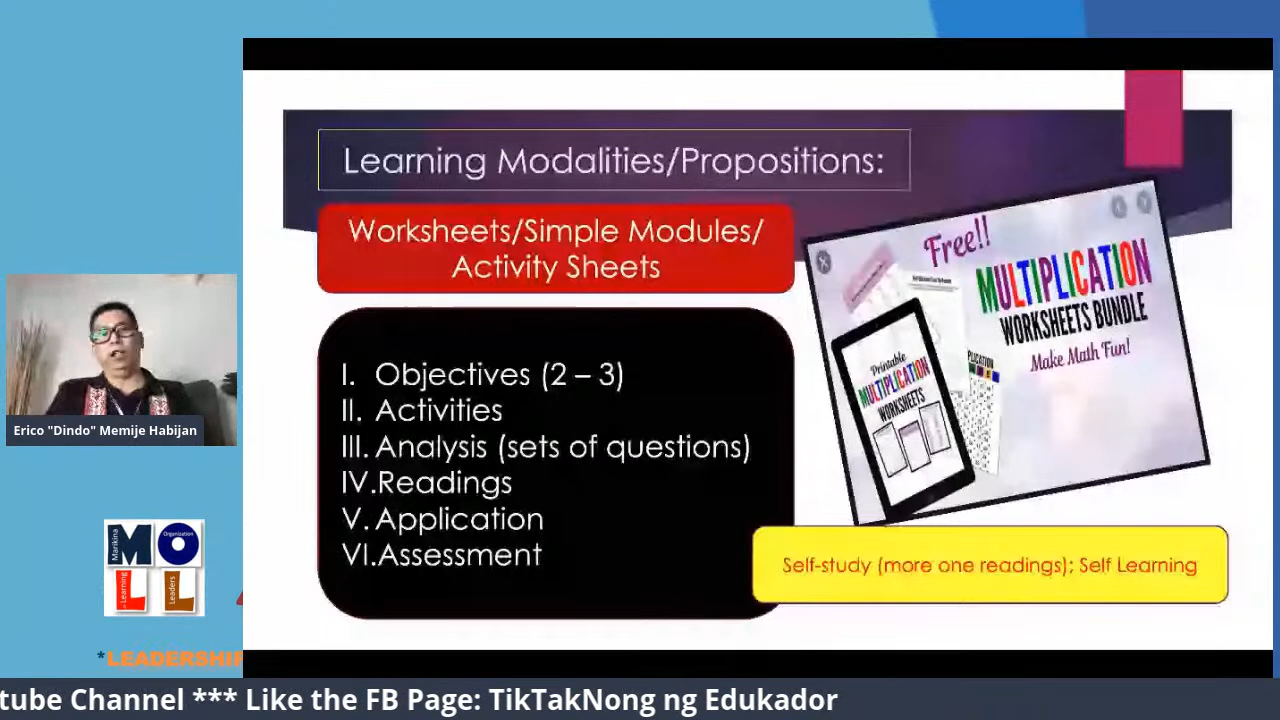 Learning Modalities/Propositions:
Worksheets/Simple Modules/
Activity Sheets
I. Objectives (2 – 3)
II. Activities
III. Analysis (sets of questions)
IV.Readings
V. Application
VI.Assessment
Free!!
MULTIPLICATION
WORKSHEETS BUNDLE
Make Math Fun!
Printable
MULTIPLICATION
WORKSHEETS
Self-study (more one readings); Self Learning
Erico "Dindo" Memije Habijan
Marikina
M
Organization
O
of Learning
L
Leaders
L
*LEADERSHI
tube Channel *** Like the FB Page: TikTakNong ng Edukador